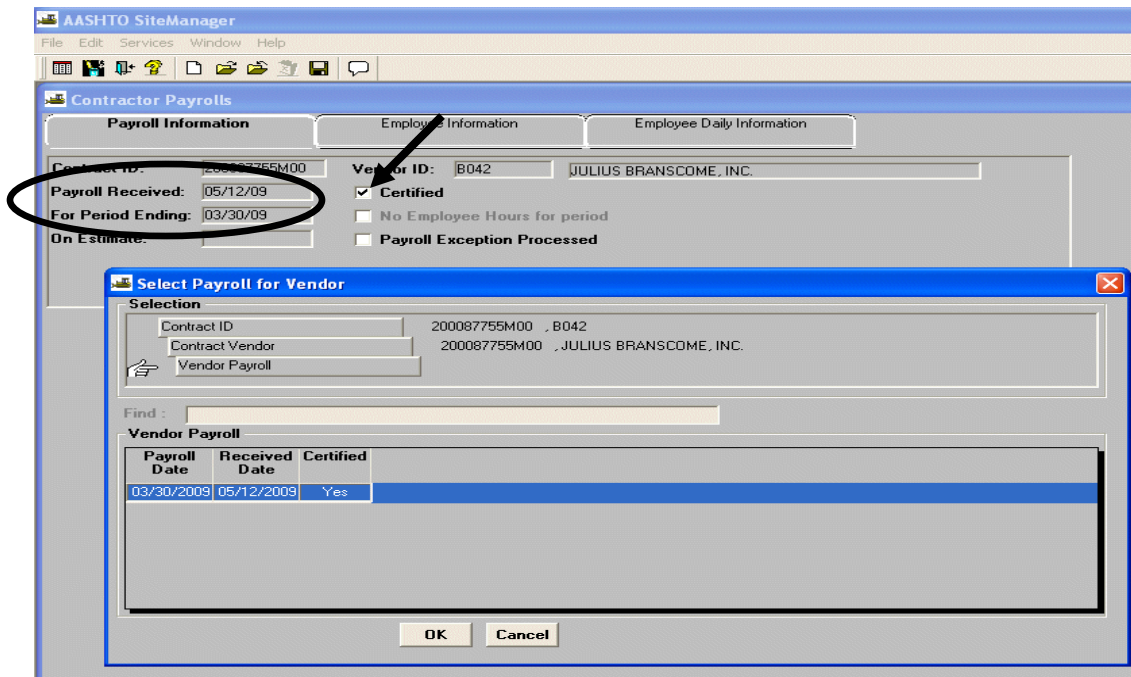 AASHTO SiteManager
File Edit Services Window Help
Contractor Payrolls
Payroll Information Employee Information Employee Daily Information
Contract ID: 200087755M00 Vendor ID: B042 JULIUS BRANSCOME, INC.
Payroll Received: 05/12/09 Certified
For Period Ending: 03/30/09 No Employee Hours for period
On Estimate: Payroll Exception Processed
Select Payroll for Vendor
Selection
Contract ID 200087755M00 , B042
Contract Vendor 200087755M00 , JULIUS BRANSCOME, INC.
Vendor Payroll
Find :
Vendor Payroll
Payroll Received Certified
Date Date
03/30/2009 05/12/2009 Yes
OK Cancel